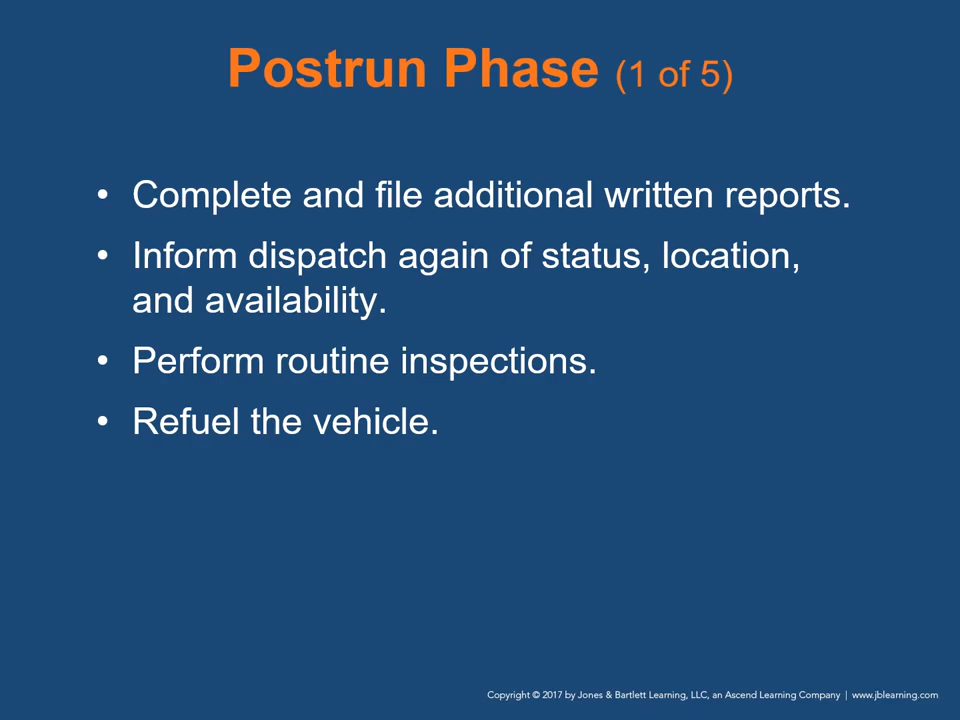 Postrun Phase (1 of 5)
• Complete and file additional written reports.
• Inform dispatch again of status, location,
and availability.
• Perform routine inspections.
• Refuel the vehicle.
Copyright © 2017 by Jones & Bartlett Learning, LLC, an Ascend Learning Company | www.jblearning.com